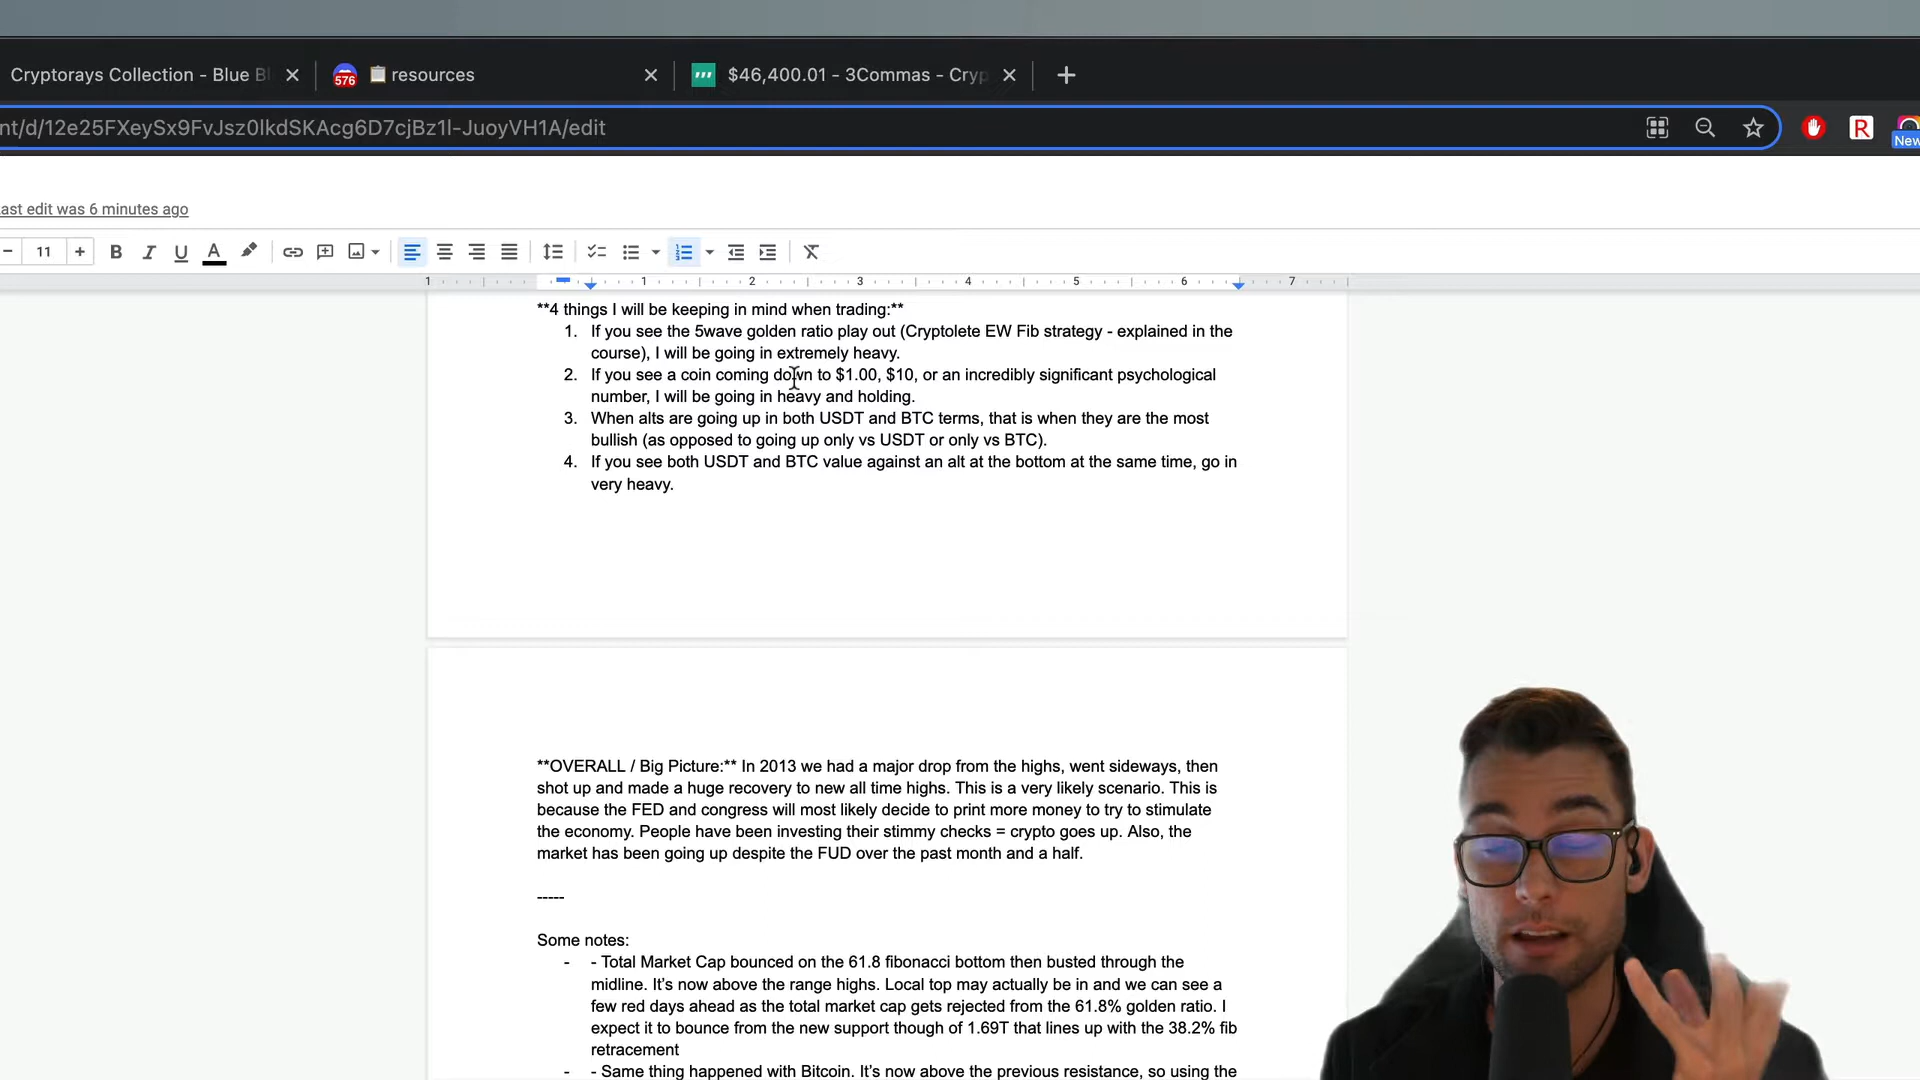 Cryptorays Collection - Blue B
576
resources
$46,400.01 - 3Commas - Cryp
nt/d/12e25FXeySx9FvJsz0IkdSKAcg6D7cjBz1l-JuoyVH1A/edit
R
New
ast edit was 6 minutes ago
11
B I U A
1 1 2 3 4 5 6 7
**4 things I will be keeping in mind when trading:**
1. If you see the 5wave golden ratio play out (Cryptolete EW Fib strategy - explained in the
course), I will be going in extremely heavy.
2. If you see a coin coming down to $1.00, $10, or an incredibly significant psychological
number, I will be going in heavy and holding.
3. When alts are going up in both USDT and BTC terms, that is when they are the most
bullish (as opposed to going up only vs USDT or only vs BTC).
4. If you see both USDT and BTC value against an alt at the bottom at the same time, go in
very heavy.
**OVERALL / Big Picture:** In 2013 we had a major drop from the highs, went sideways, then
shot up and made a huge recovery to new all time highs. This is a very likely scenario. This is
because the FED and congress will most likely decide to print more money to try to stimulate
the economy. People have been investing their stimmy checks = crypto goes up. Also, the
market has been going up despite the FUD over the past month and a half.
-----
Some notes:
- - Total Market Cap bounced on the 61.8 fibonacci bottom then busted through the
midline. It's now above the range highs. Local top may actually be in and we can see a
few red days ahead as the total market cap gets rejected from the 61.8% golden ratio. I
expect it to bounce from the new support though of 1.69T that lines up with the 38.2% fib
retracement
- - Same thing happened with Bitcoin. It's now above the previous resistance, so using the